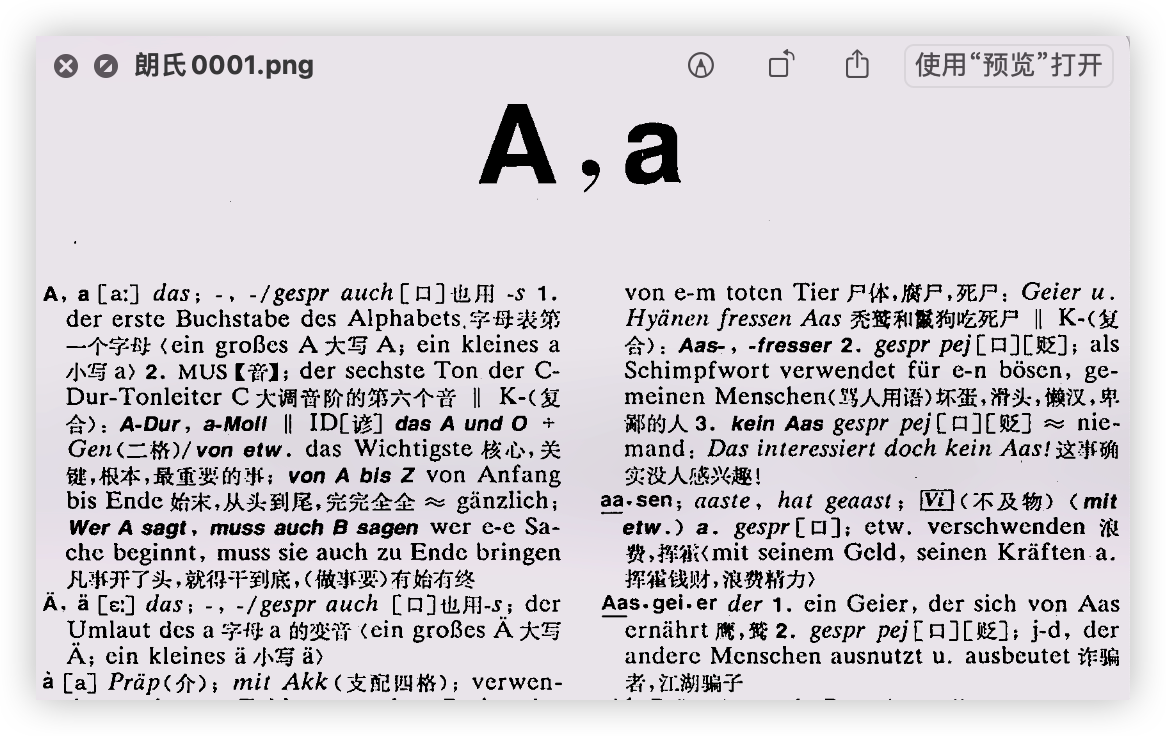 朗氏0001.png
使用“预览”打开
A,a
A, a [a:] das; -, -/gespr auch[口]也用 -s 1.
der erste Buchstabe des Alphabets.字母表第
一个字母〈ein großes A 大写 A; ein kleines a
小写 a〉 2. MUS【音】; der sechste Ton der C-
Dur-Tonleiter C 大调音阶的第六个音 ‖ K-(复
合): A-Dur, a-Moll ‖ ID[谚] das A und O +
Gen(二格)/von etw. das Wichtigste 核心,关
键,根本,最重要的事; von A bis Z von Anfang
bis Ende 始末,从头到尾,完完全全 ≈ gänzlich;
Wer A sagt, muss auch B sagen wer e-e Sa-
che beginnt, muss sie auch zu Ende bringen
凡事开了头,就得干到底,(做事要)有始有终
Ä, ä [ɛ:] das; -, -/gespr auch [口]也用-s; der
Umlaut des a 字母 a 的变音〈ein großes Ä 大写
Ä; ein kleines ä 小写 ä〉
à [a] Präp(介); mit Akk(支配四格); verwen-
von e-m toten Tier 尸体,腐尸,死尸: Geier u.
Hyänen fressen Aas 秃鹫和鬣狗吃死尸 ‖ K-(复
合): Aas-, -fresser 2. gespr pej[口][贬]; als
Schimpfwort verwendet für e-n bösen, ge-
meinen Menschen(骂人用语)坏蛋,滑头,懒汉,卑
鄙的人 3. kein Aas gespr pej[口][贬] ≈ nie-
mand: Das interessiert doch kein Aas! 这事确
实没人感兴趣!
aa·sen; aaste, hat geaast; Vi(不及物) (mit
etw.) a. gespr[口]; etw. verschwenden 浪
费,挥霍〈mit seinem Geld, seinen Kräften a.
挥霍钱财,浪费精力〉
Aas·gei·er der 1. ein Geier, der sich von Aas
ernährt 鹰,鹫 2. gespr pej[口][贬]; j-d, der
andere Menschen ausnutzt u. ausbeutet 诈骗
者,江湖骗子